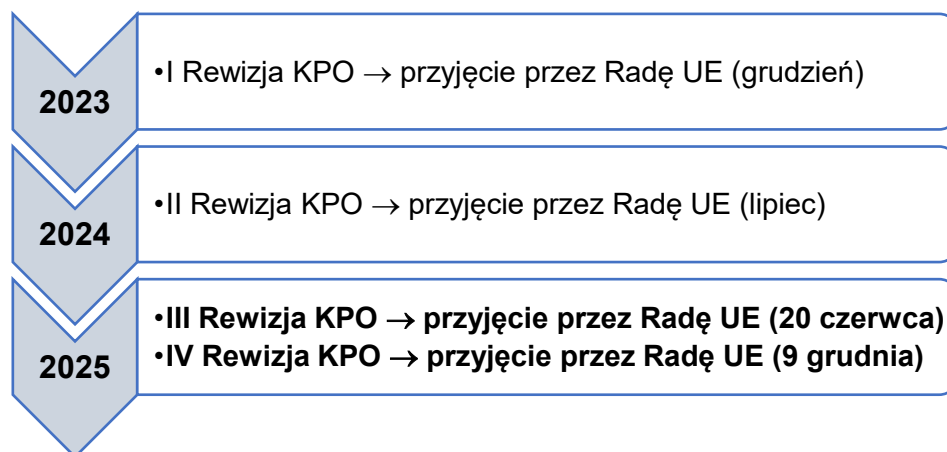 2023
•I Rewizja KPO → przyjęcie przez Radę UE (grudzień)
2024
•II Rewizja KPO → przyjęcie przez Radę UE (lipiec)
2025
•III Rewizja KPO → przyjęcie przez Radę UE (20 czerwca)
•IV Rewizja KPO → przyjęcie przez Radę UE (9 grudnia)